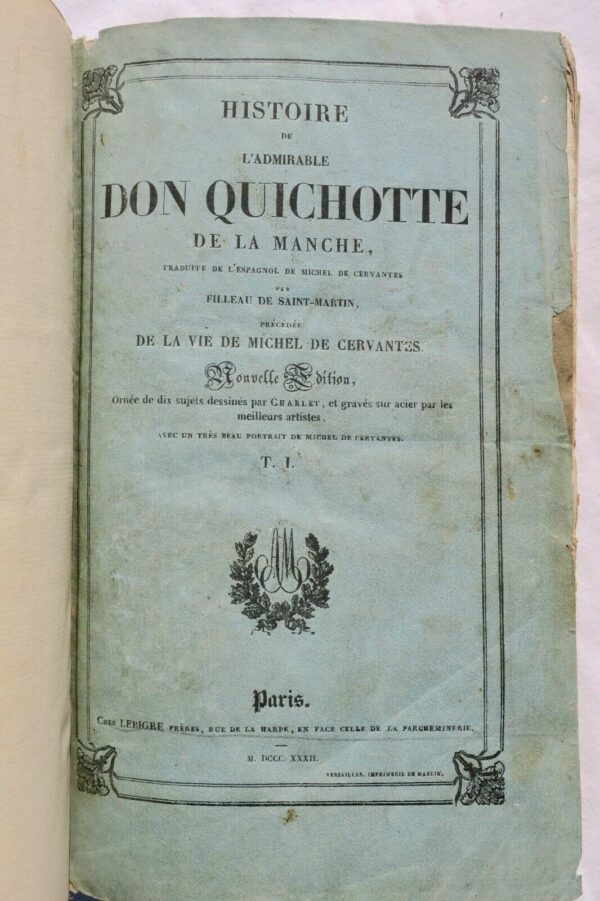 HISTOIRE
DE
L'ADMIRABLE
DON QUICHOTTE
DE LA MANCHE,
TRADUITE DE L'ESPAGNOL DE MICHEL DE CERVANTES
PAR
FILLEAU DE SAINT-MARTIN,
PRÉCÉDÉE
DE LA VIE DE MICHEL DE CERVANTES.
Nouvelle Édition,
Ornée de dix sujets dessinés par CHARLET, et gravés sur acier par les
meilleurs artistes,
AVEC UN TRÈS BEAU PORTRAIT DE MICHEL DE CERVANTES.
T. I.
AM
Paris.
Chez LEBIGRE FRÈRES, RUE DE LA HARPE, EN FACE CELLE DE LA PARCHEMINERIE,
M. DCCC. XXXII.
VERSAILLES, IMPRIMERIE DE MARLIN,